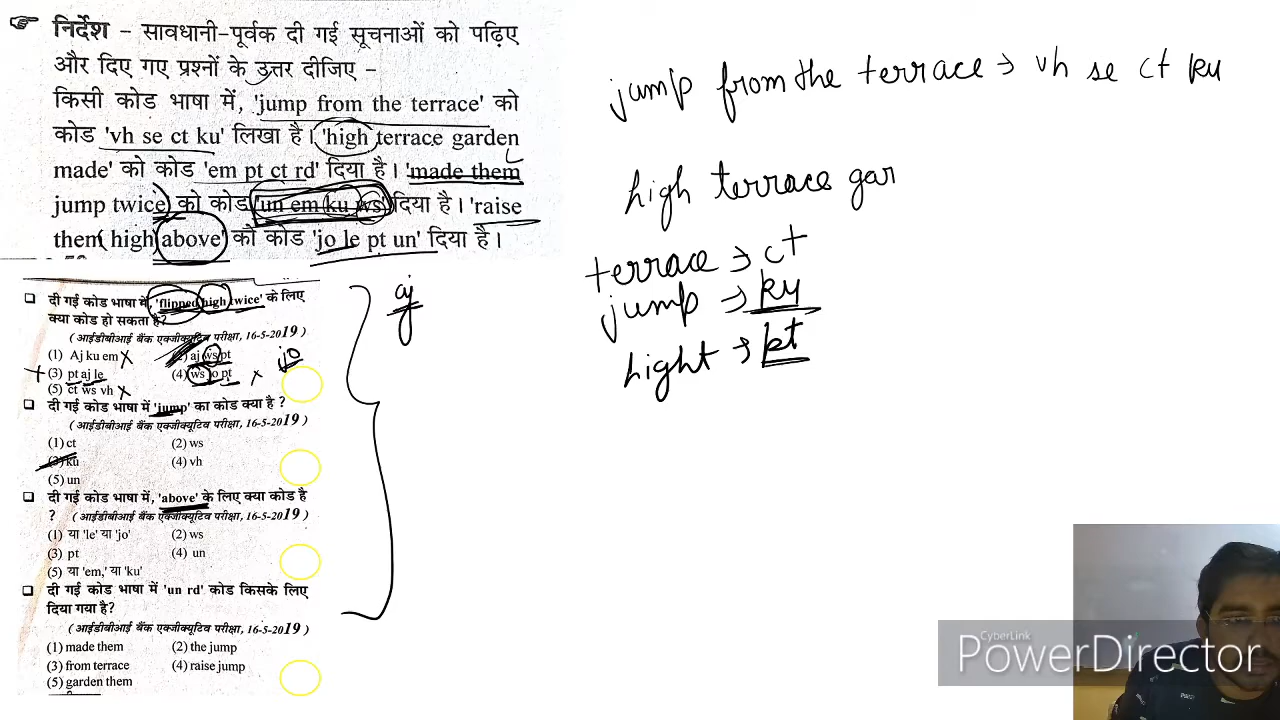 निर्देश - सावधानी-पूर्वक दी गई सूचनाओं को पढ़िए
और दिए गए प्रश्नों के उत्तर दीजिए -
किसी कोड भाषा में, 'jump from the terrace' को
कोड 'vh se ct ku' लिखा है। 'high terrace garden
made' को कोड 'em pt ct rd' दिया है। 'made them
jump twice' को कोड 'un em ku ws' दिया है। 'raise
them high above' को कोड 'jo le pt un' दिया है।
दी गई कोड भाषा में, 'flipped high twice' के लिए
क्या कोड हो सकता है?
(आईडीबीआई बैंक एक्जीक्यूटिव परीक्षा, 16-5-2019)
(1) Aj ku em (2) aj ws pt
(3) pt aj le (4) ws jo pt
(5) ct ws vh
दी गई कोड भाषा में 'jump' का कोड क्या है ?
(आईडीबीआई बैंक एक्जीक्यूटिव परीक्षा, 16-5-2019)
(1) ct (2) ws
(3) ku (4) vh
(5) un
दी गई कोड भाषा में, 'above' के लिए क्या कोड है
? (आईडीबीआई बैंक एक्जीक्यूटिव परीक्षा, 16-5-2019)
(1) या 'le' या 'jo' (2) ws
(3) pt (4) un
(5) या 'em,' या 'ku'
दी गई कोड भाषा में 'un rd' कोड किसके लिए
दिया गया है?
(आईडीबीआई बैंक एक्जीक्यूटिव परीक्षा, 16-5-2019)
(1) made them (2) the jump
(3) from terrace (4) raise jump
(5) garden them
aj
jo
jump from the terrace → vh se ct ku
high terrace gar
terrace → ct
jump → ku
hight → pt
CyberLink
PowerDirector